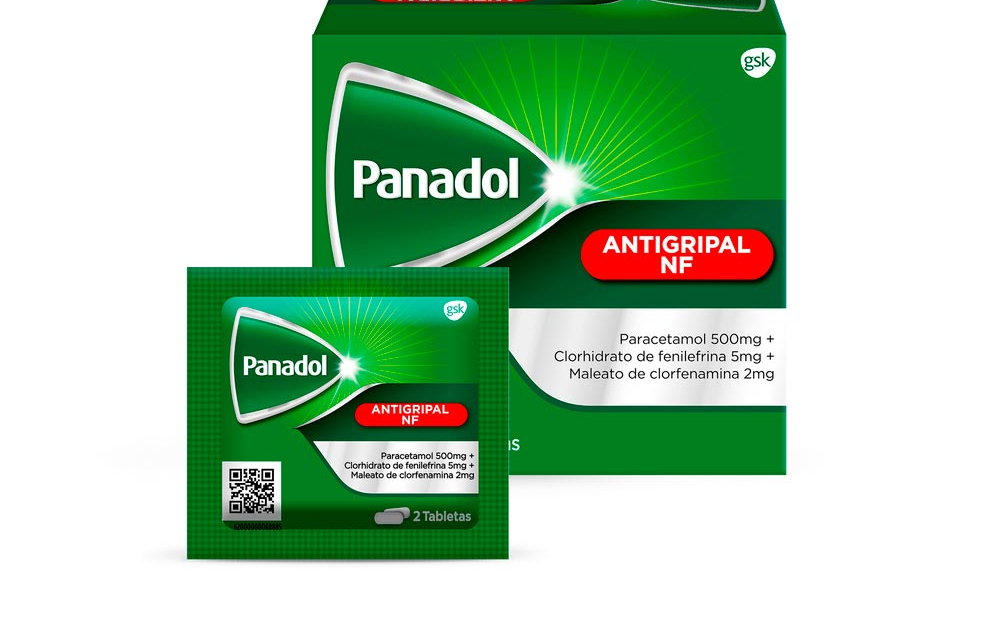 gsk
Panadol
ANTIGRIPAL
NF
Paracetamol 500mg +
Clorhidrato de fenilefrina 5mg +
Maleato de clorfenamina 2mg
gsk
Panadol
ANTIGRIPAL
NF
Paracetamol 500mg +
Clorhidrato de fenilefrina 5mg +
Maleato de clorfenamina 2mg
2 Tabletas